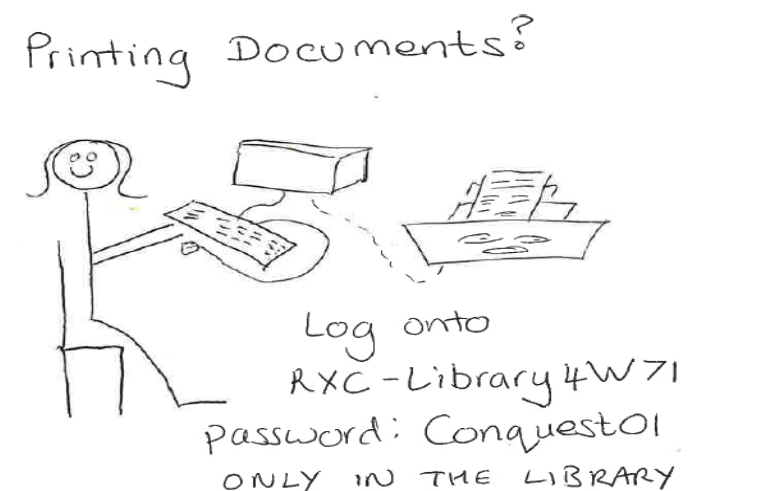 Printing Documents?
Log onto
RXC-Library4W71
password: Conquest01
ONLY IN THE LIBRARY